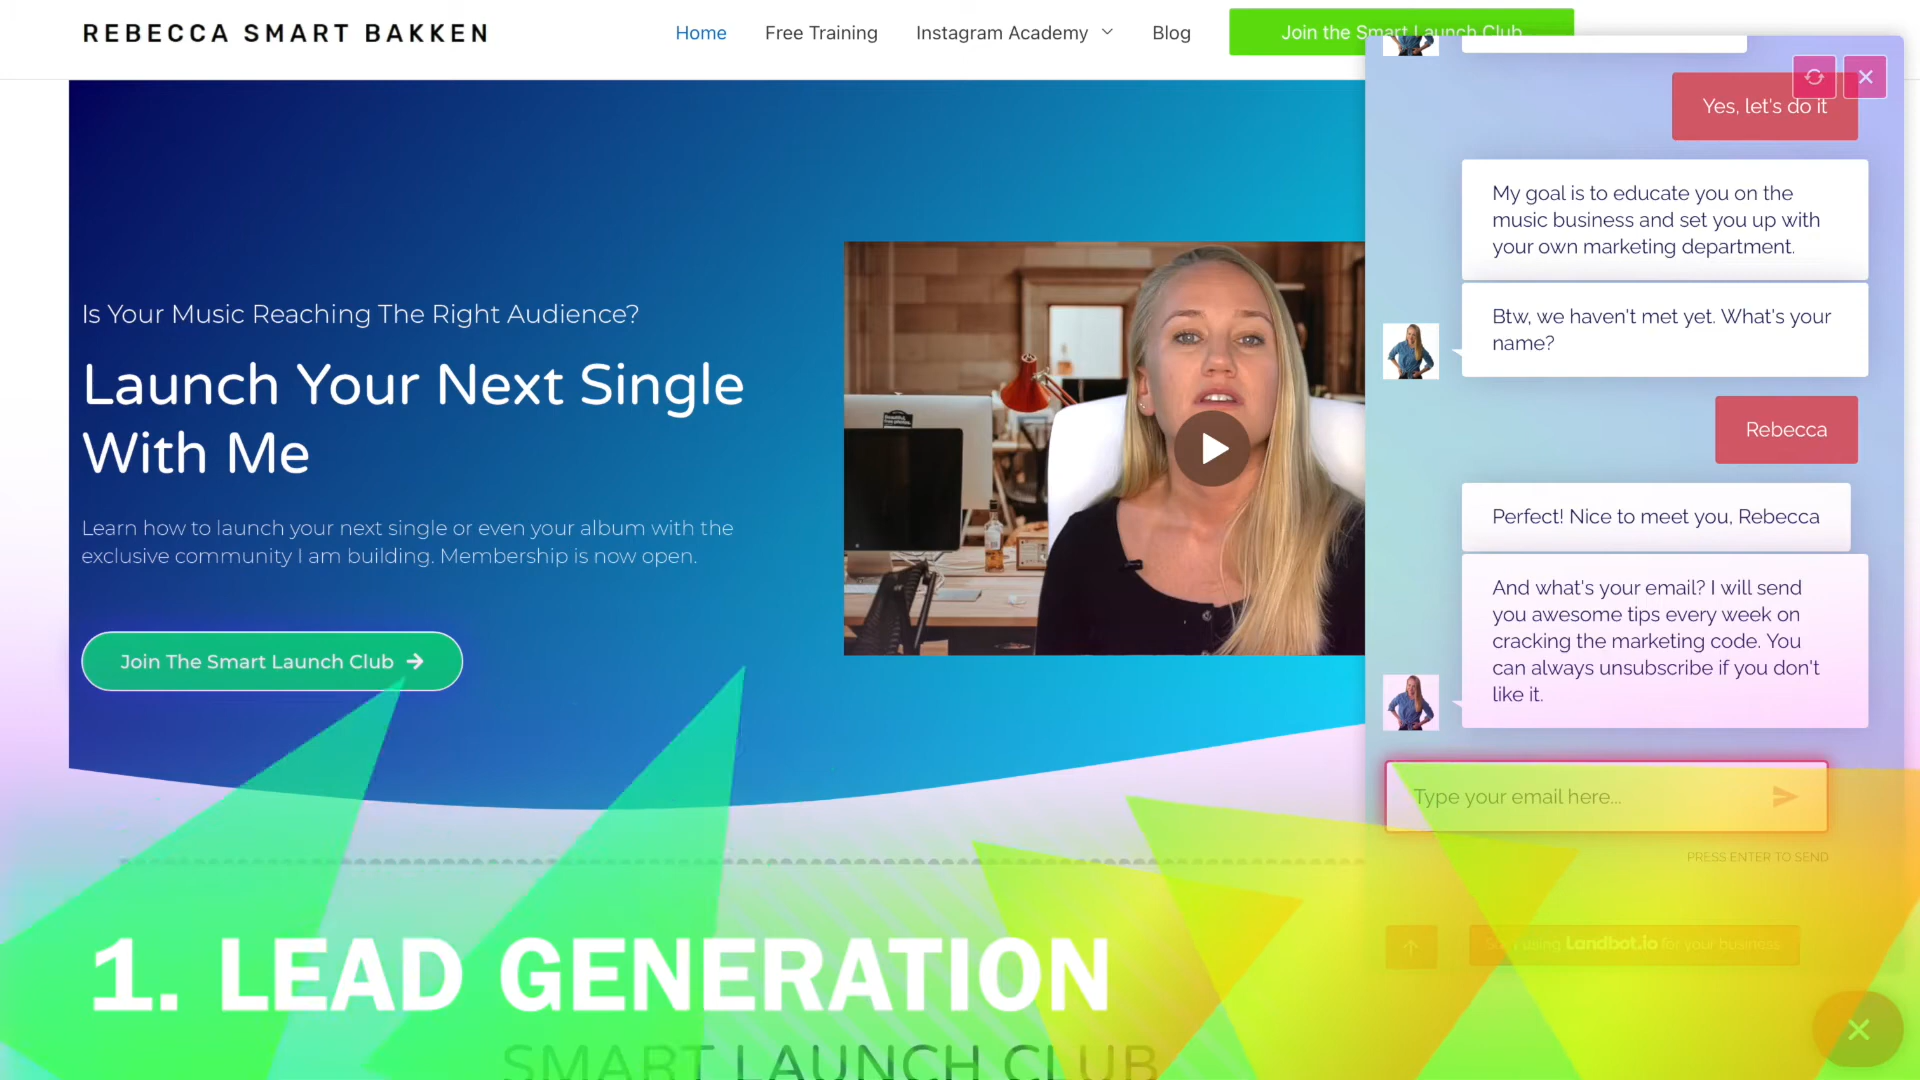 REBECCA SMART BAKKEN
Home
Free Training
Instagram Academy
Blog
Join the Smart Launch Club
Yes, let's do it
My goal is to educate you on the
music business and set you up with
your own marketing department.
Btw, we haven't met yet. What's your
name?
Rebecca
Perfect! Nice to meet you, Rebecca
And what's your email? I will send
you awesome tips every week on
cracking the marketing code. You
can always unsubscribe if you don't
like it.
Type your email here...
PRESS ENTER TO SEND
using Landbot.io for your business
Is Your Music Reaching The Right Audience?
Launch Your Next Single
With Me
Learn how to launch your next single or even your album with the
exclusive community I am building. Membership is now open.
Join The Smart Launch Club
1. LEAD GENERATION
SMART LAUNCH CLUB